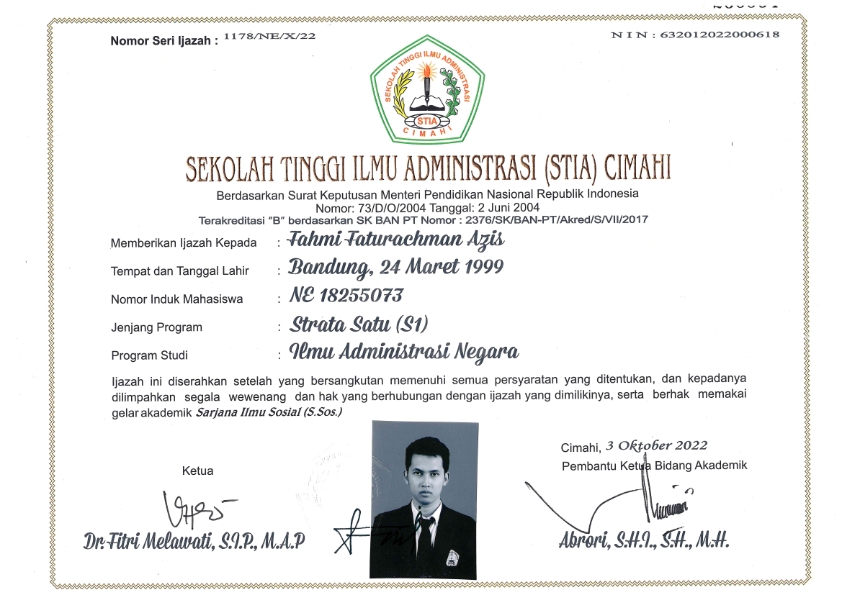 Nomor Seri Ijazah : 1178/NE/X/22
N I N : 632012022000618
SEKOLAH TINGGI ILMU ADMINISTRASI
STIA
CIMAHI
SEKOLAH TINGGI ILMU ADMINISTRASI (STIA) CIMAHI
Berdasarkan Surat Keputusan Menteri Pendidikan Nasional Republik Indonesia
Nomor: 73/D/O/2004 Tanggal: 2 Juni 2004
Terakreditasi "B" berdasarkan SK BAN PT Nomor : 2376/SK/BAN-PT/Akred/S/VII/2017
Memberikan Ijazah Kepada : Fahmi Faturachman Azis
Tempat dan Tanggal Lahir : Bandung, 24 Maret 1999
Nomor Induk Mahasiswa : NE 18255073
Jenjang Program : Strata Satu (S1)
Program Studi : Ilmu Administrasi Negara
Ijazah ini diserahkan setelah yang bersangkutan memenuhi semua persyaratan yang ditentukan, dan kepadanya
dilimpahkan segala wewenang dan hak yang berhubungan dengan ijazah yang dimilikinya, serta berhak memakai
gelar akademik Sarjana Ilmu Sosial (S.Sos.)
Cimahi, 3 Oktober 2022
Ketua
Pembantu Ketua Bidang Akademik
Dr. Fitri Melawati, S.I.P., M.A.P
Abrori, S.H.I., S.H., M.H.